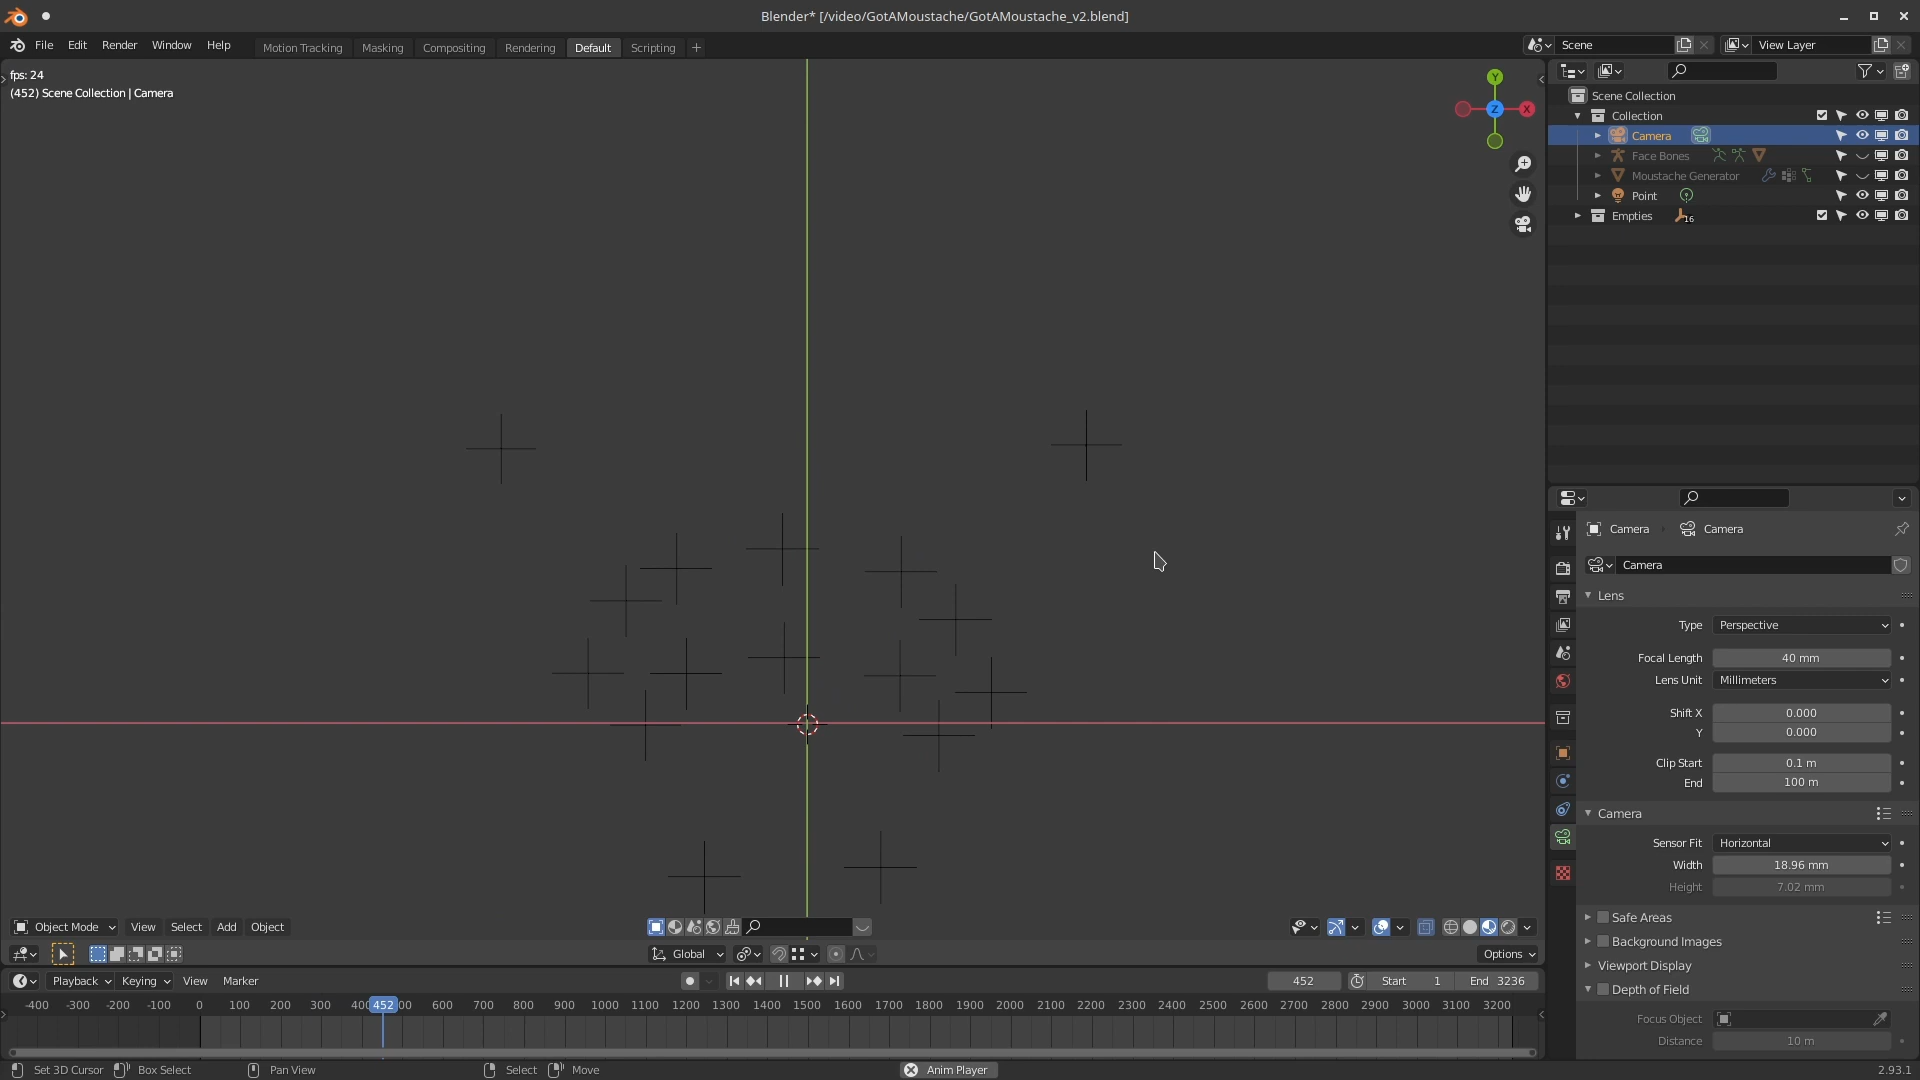 Blender* [/video/GotAMoustache/GotAMoustache_v2.blend]
File Edit Render Window Help
Motion Tracking Masking Compositing Rendering Default Scripting +
Scene
View Layer
fps: 24
(452) Scene Collection | Camera
Y
Z X
Scene Collection
Collection
Camera
Face Bones
Moustache Generator
Point
Empties 16
Camera › Camera
Camera
Lens
Type Perspective
Focal Length 40 mm
Lens Unit Millimeters
Shift X 0.000
Y 0.000
Clip Start 0.1 m
End 100 m
Camera
Sensor Fit Horizontal
Width 18.96 mm
Height 7.02 mm
Safe Areas
Background Images
Viewport Display
Depth of Field
Focus Object
Distance 10 m
Object Mode View Select Add Object
Global
Options
Playback Keying View Marker
452 Start 1 End 3236
-400 -300 -200 -100 0 100 200 300 400 452 600 700 800 900 1000 1100 1200 1300 1400 1500 1600 1700 1800 1900 2000 2100 2200 2300 2400 2500 2600 2700 2800 2900 3000 3100 3200
Set 3D Cursor Box Select Pan View Select Move Anim Player 2.93.1